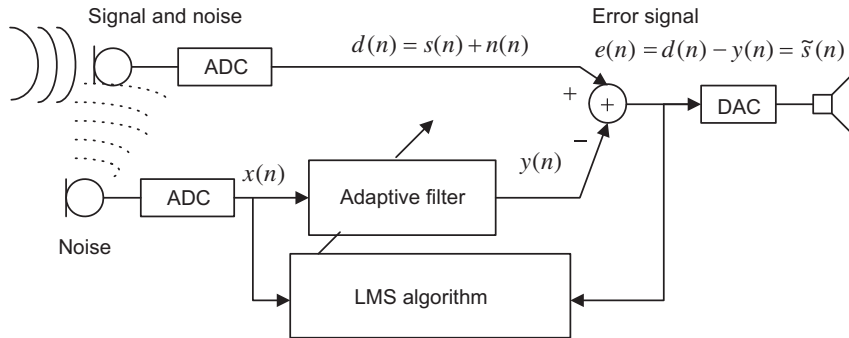 Signal and noise
Error signal
d(n) = s(n) + n(n)
e(n) = d(n) − y(n) = s̃(n)
ADC
+
+
DAC
−
x(n)
y(n)
ADC
Adaptive filter
Noise
LMS algorithm